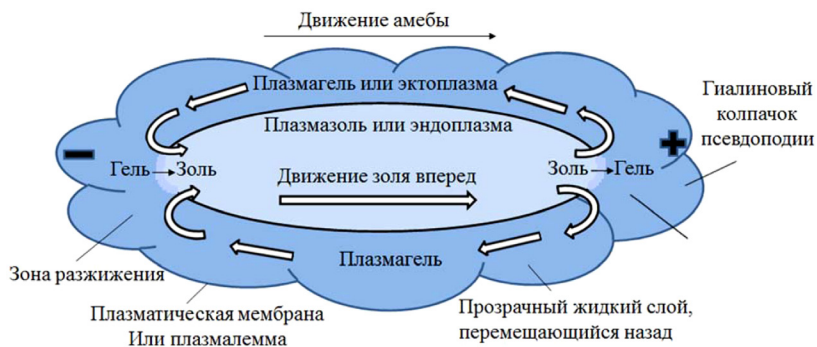 Движение амебы
Плазмагель или эктоплазма
Гиалиновый
колпачок
псевдоподии
Плазмазоль или эндоплазма
Гель → Золь
Золь → Гель
Движение золя вперед
Плазмагель
Зона разжижения
Плазматическая мембрана
Или плазмалемма
Прозрачный жидкий слой,
перемещающийся назад